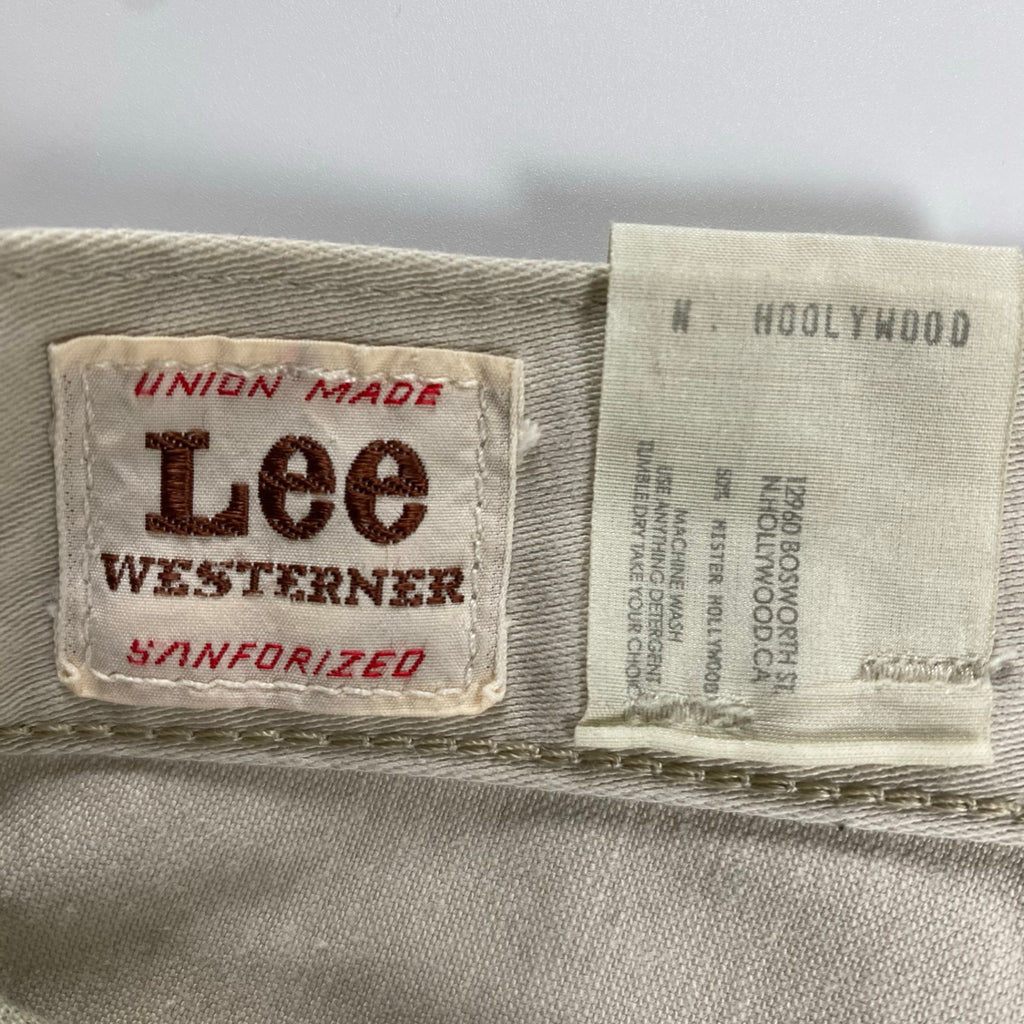 UNION MADE
Lee
WESTERNER
SANFORIZED
N. HOOLYWOOD
12960 BOSWORTH ST.
N.HOLLYWOOD.CA
50% MISTER HOLLYWOOD
MACHINE WASH
USE ANYTHING DETERGENT
TUMBLE DRY TAKE YOUR CHOIC